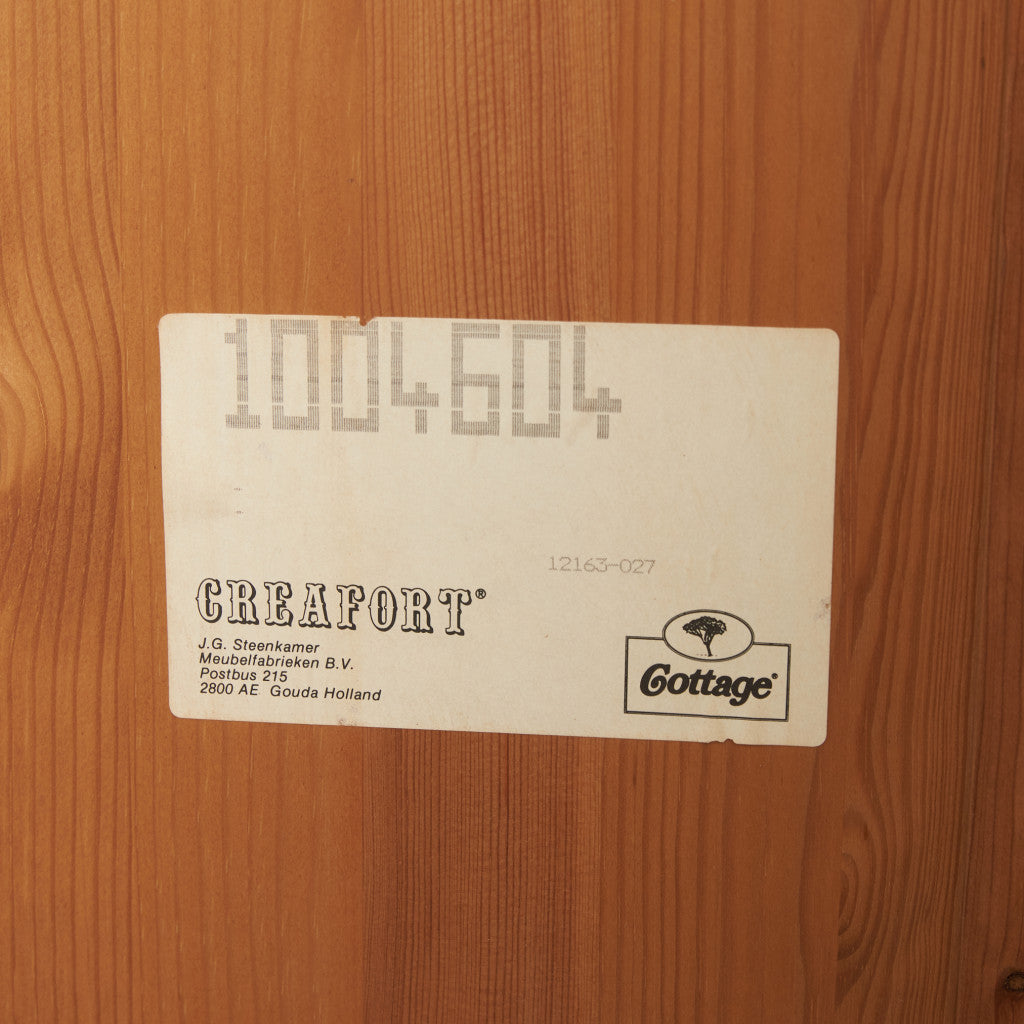 1004604
12163-027
CREAFORT®
J.G. Steenkamer
Meubelfabrieken B.V.
Postbus 215
2800 AE Gouda Holland
Cottage®